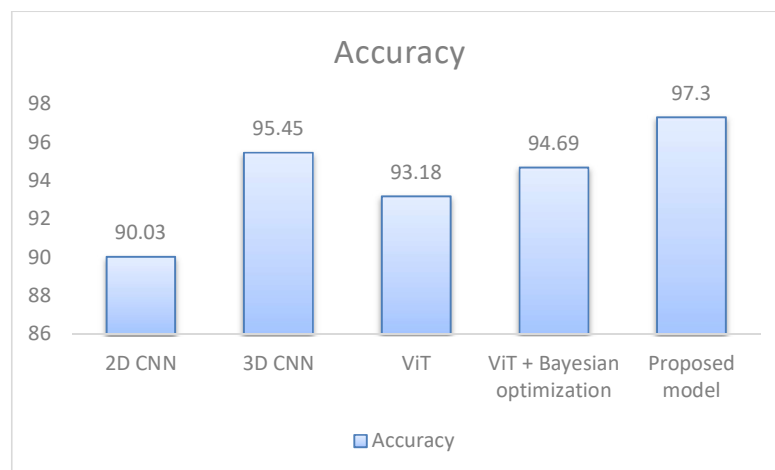 Accuracy
98
96
94
92
90
88
86
90.03
95.45
93.18
94.69
97.3
2D CNN
3D CNN
ViT
ViT + Bayesian
optimization
Proposed
model
Accuracy